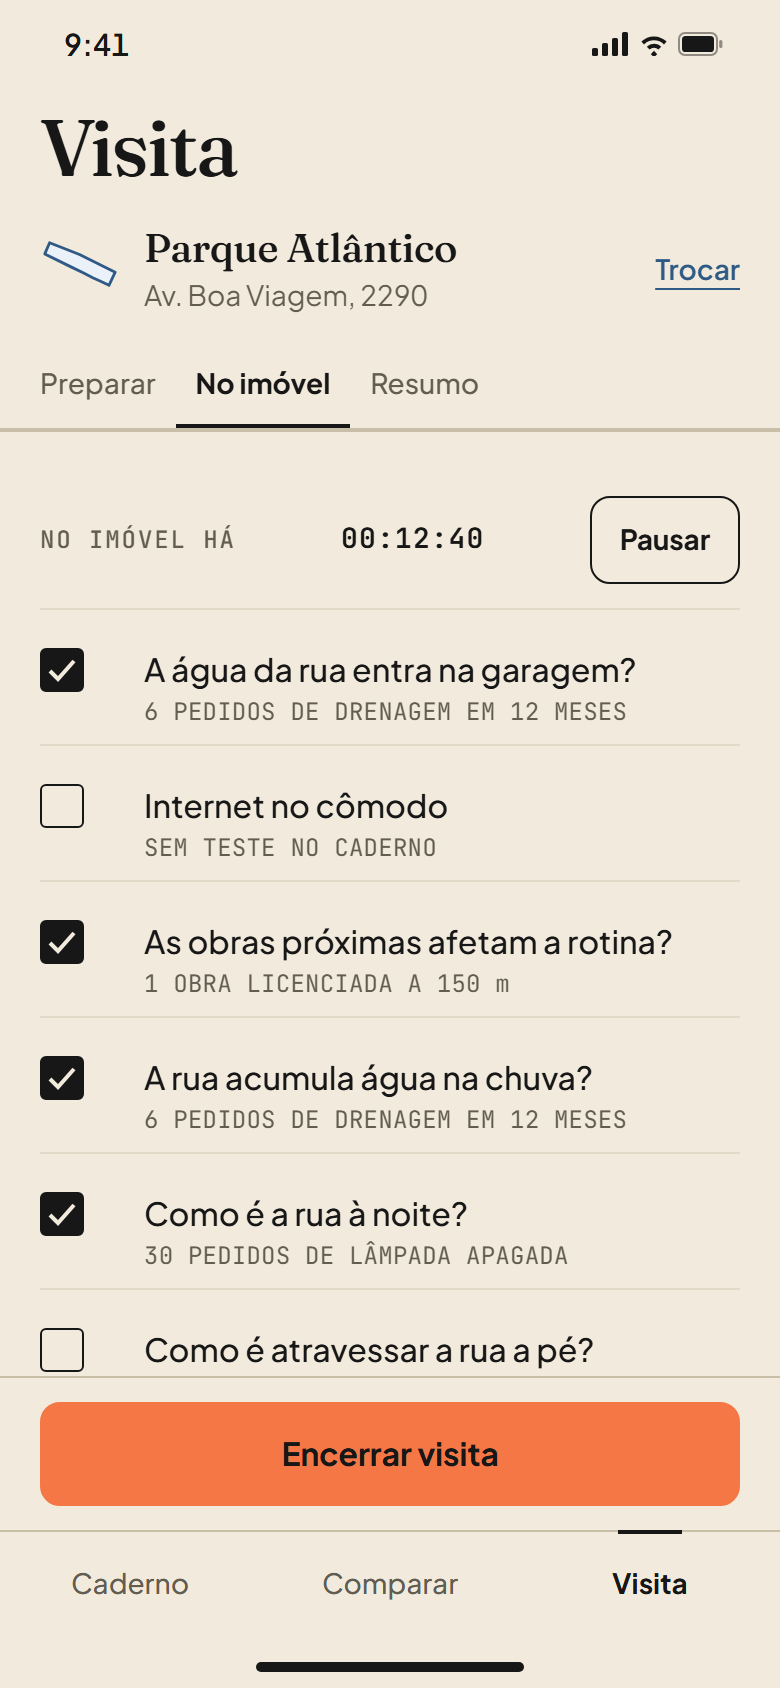 9:41
Visita
Parque Atlântico
Av. Boa Viagem, 2290
Trocar
Preparar No imóvel Resumo
NO IMÓVEL HÁ 00:12:40 Pausar
A água da rua entra na garagem?
6 PEDIDOS DE DRENAGEM EM 12 MESES
Internet no cômodo
SEM TESTE NO CADERNO
As obras próximas afetam a rotina?
1 OBRA LICENCIADA A 150 m
A rua acumula água na chuva?
6 PEDIDOS DE DRENAGEM EM 12 MESES
Como é a rua à noite?
30 PEDIDOS DE LÂMPADA APAGADA
Como é atravessar a rua a pé?
Encerrar visita
Caderno Comparar Visita